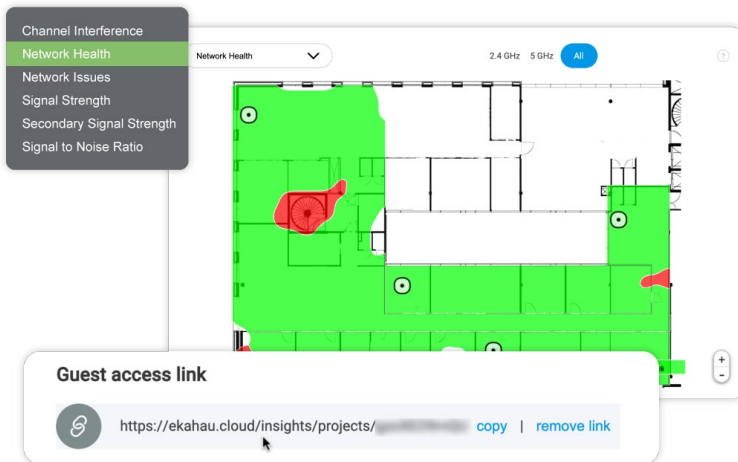 Channel Interference
Network Health
Network Issues
Signal Strength
Secondary Signal Strength
Signal to Noise Ratio
Network Health
2.4 GHz 5 GHz All
?
+
-
Guest access link
https://ekahau.cloud/insights/projects/ copy | remove link